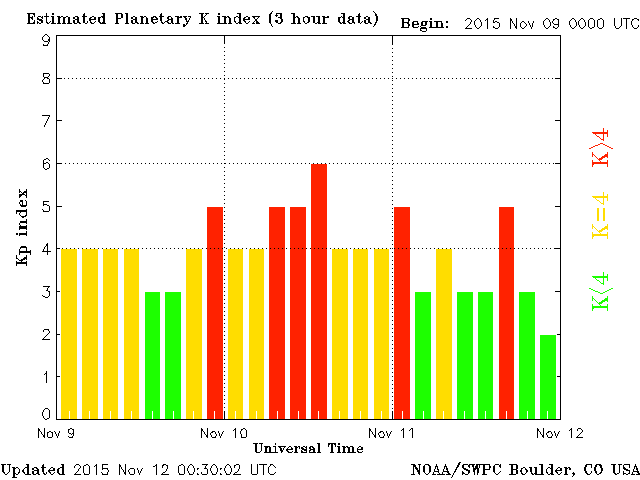 Estimated Planetary K index (3 hour data)
Begin: 2015 Nov 09 0000 UTC
9
8
7
6
5
4
3
2
1
0
Kp index
K>4
K=4
K<4
Nov 9
Nov 10
Nov 11
Nov 12
Universal Time
Updated 2015 Nov 12 00:30:02 UTC
NOAA/SWPC Boulder, CO USA